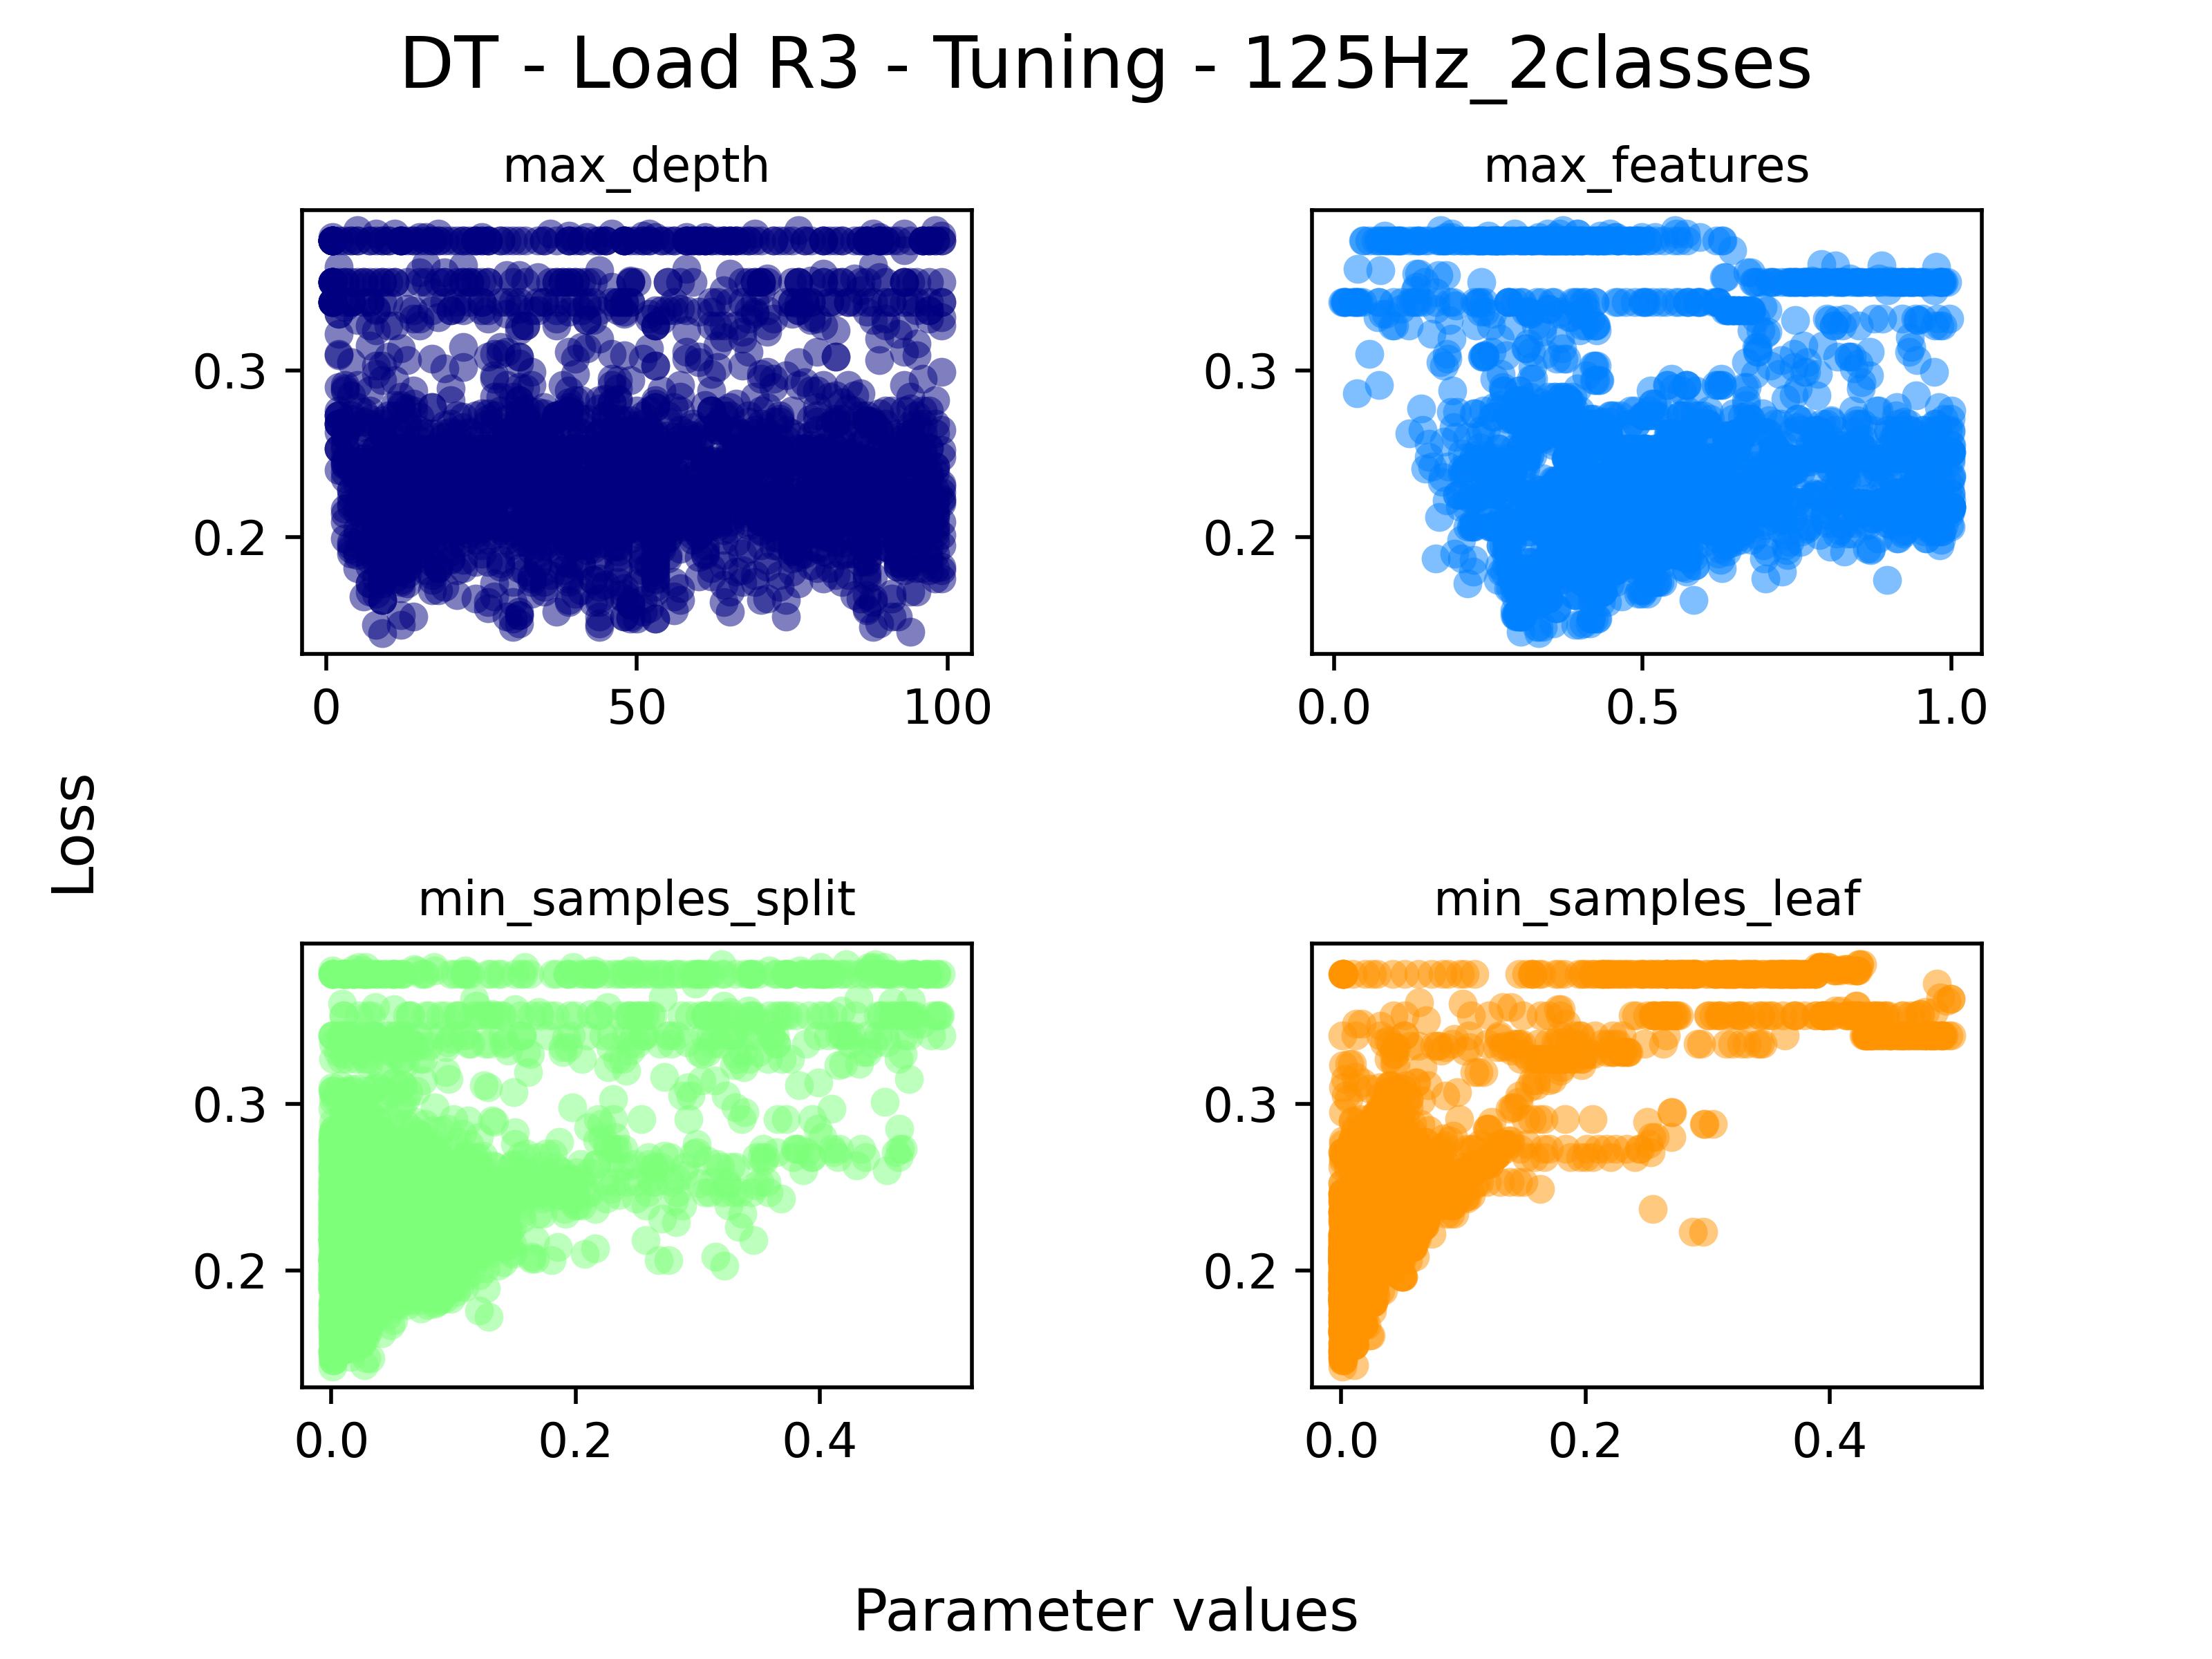 DT - Load R3 - Tuning - 125Hz_2classes
max_depth
max_features
0.3
0.2
0 50 100
0.3
0.2
0.0 0.5 1.0
Loss
min_samples_split
min_samples_leaf
0.3
0.2
0.0 0.2 0.4
0.3
0.2
0.0 0.2 0.4
Parameter values